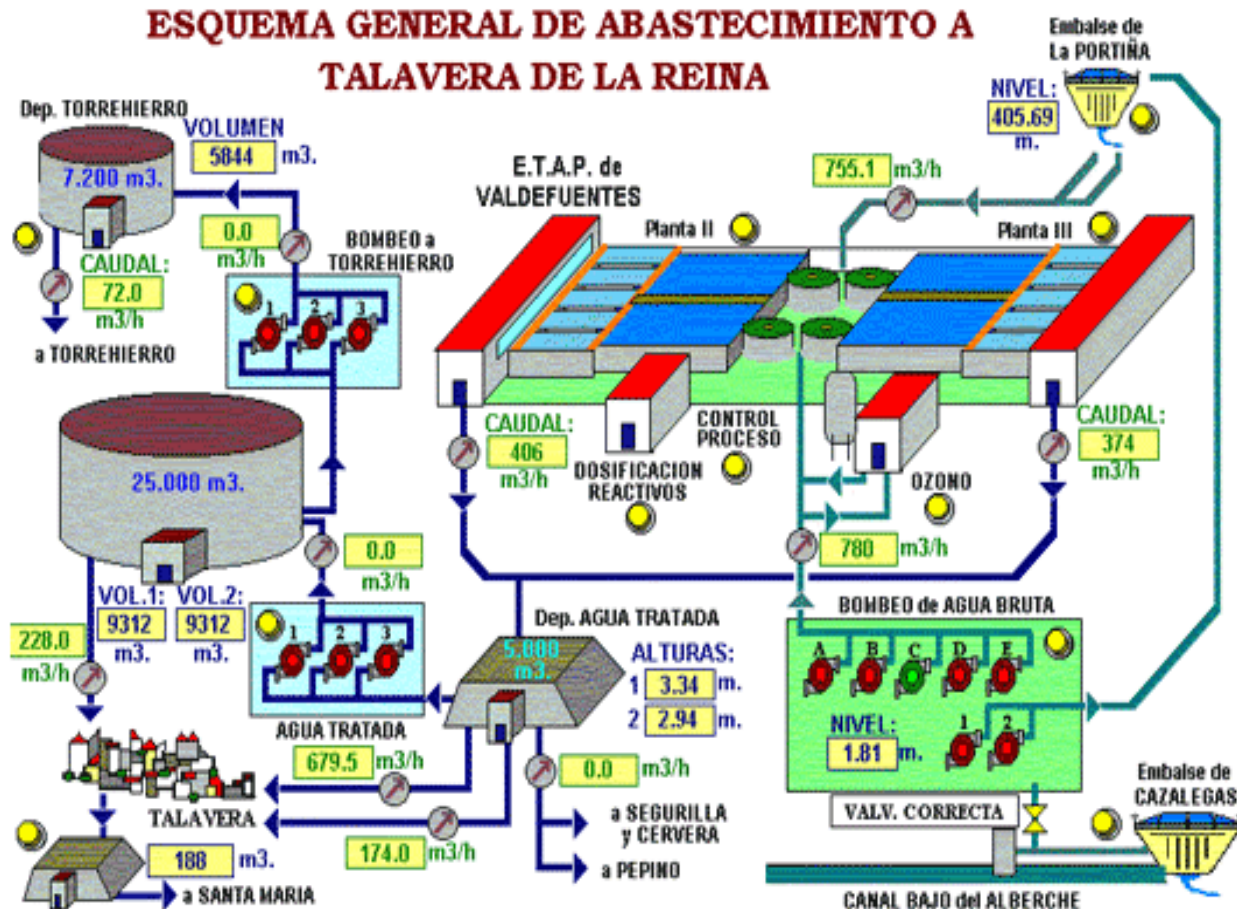 ESQUEMA GENERAL DE ABASTECIMIENTO A
TALAVERA DE LA REINA
Embalse de
La PORTIÑA
NIVEL:
405.69
m.
Dep. TORREHIERRO
VOLUMEN
5844 m3.
7.200 m3.
0.0
m3/h
CAUDAL:
72.0
m3/h
a TORREHIERRO
BOMBEO a
TORREHIERRO
1 2 3
E.T.A.P. de
VALDEFUENTES
755.1 m3/h
Planta II
Planta III
CAUDAL:
406
m3/h
DOSIFICACION
REACTIVOS
CONTROL
PROCESO
OZONO
CAUDAL:
374
m3/h
780 m3/h
25.000 m3.
0.0
m3/h
VOL.1: VOL.2:
9312 9312
m3. m3.
228.0
m3/h
1 2 3
AGUA TRATADA
Dep. AGUA TRATADA
5.000
m3.
ALTURAS:
1 3.34 m.
2 2.94 m.
BOMBEO de AGUA BRUTA
A B C D E
NIVEL:
1.81 m.
1 2
679.5 m3/h
0.0 m3/h
TALAVERA
174.0 m3/h
a SEGURILLA
y CERVERA
a PEPINO
188 m3.
a SANTA MARIA
VALV. CORRECTA
Embalse de
CAZALEGAS
CANAL BAJO del ALBERCHE